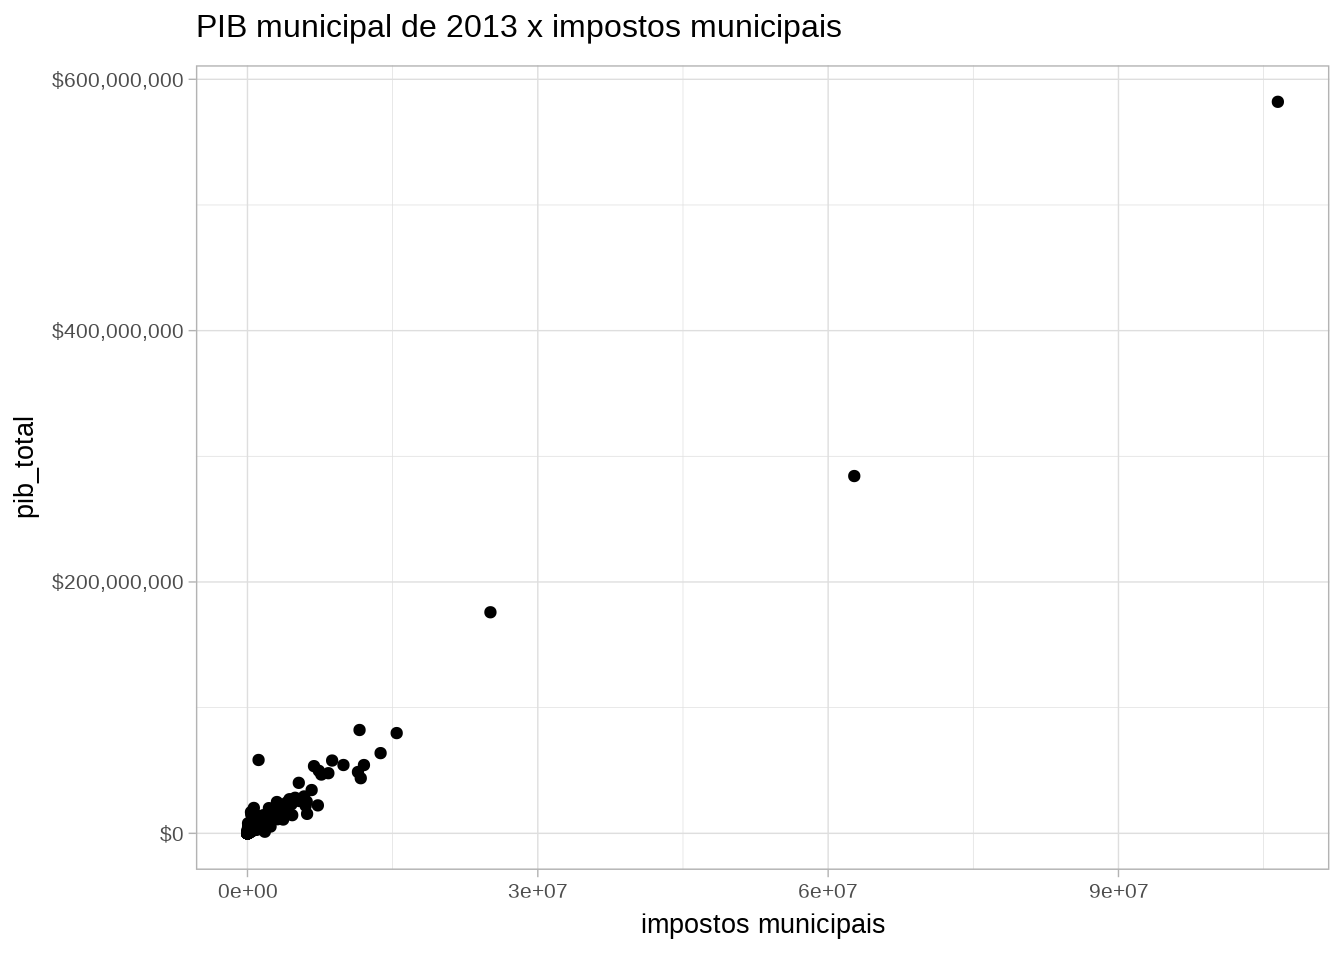 PIB municipal de 2013 x impostos municipais
$600,000,000
$400,000,000
$200,000,000
$0
pib_total
0e+00 3e+07 6e+07 9e+07
impostos municipais